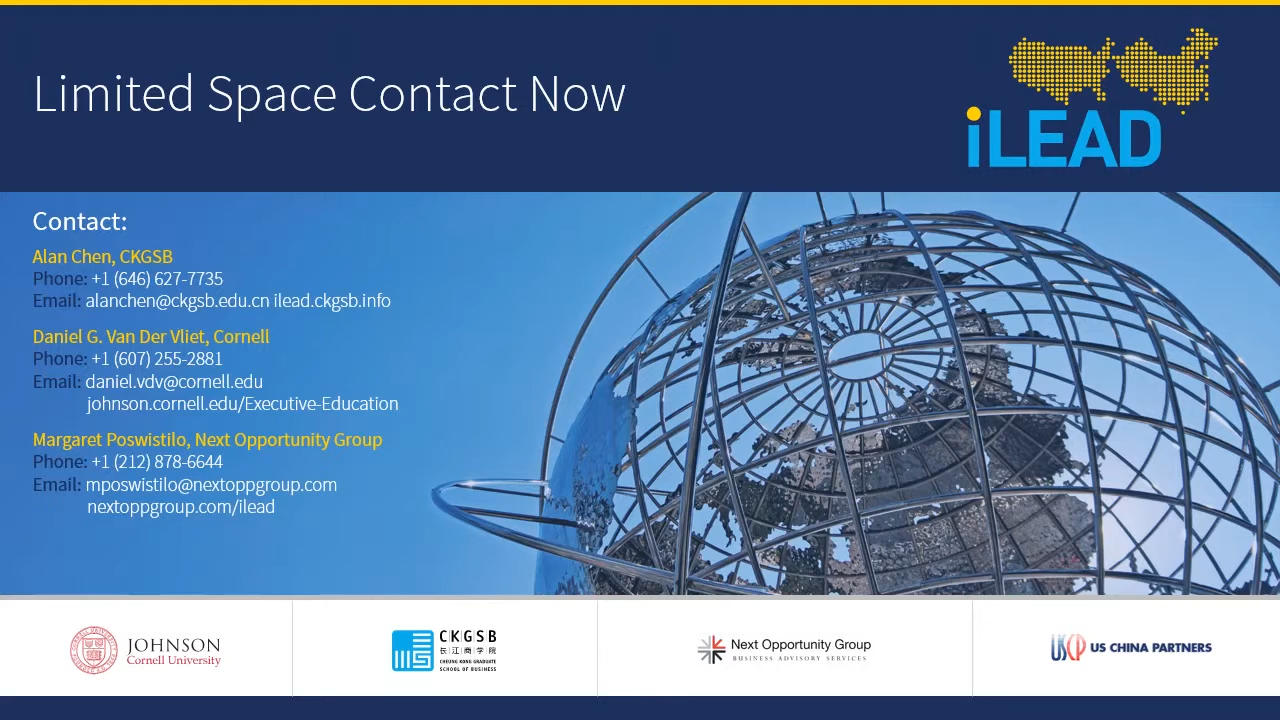 Limited Space Contact Now
iLEAD
Contact:
Alan Chen, CKGSB
Phone: +1 (646) 627-7735
Email: alanchen@ckgsb.edu.cn ilead.ckgsb.info
Daniel G. Van Der Vliet, Cornell
Phone: +1 (607) 255-2881
Email: daniel.vdv@cornell.edu
johnson.cornell.edu/Executive-Education
Margaret Poswistilo, Next Opportunity Group
Phone: +1 (212) 878-6644
Email: mposwistilo@nextoppgroup.com
nextoppgroup.com/ilead
JOHNSON
Cornell University
CKGSB
长江商学院
CHEUNG KONG GRADUATE
SCHOOL OF BUSINESS
Next Opportunity Group
BUSINESS ADVISORY SERVICES
USCP US CHINA PARTNERS